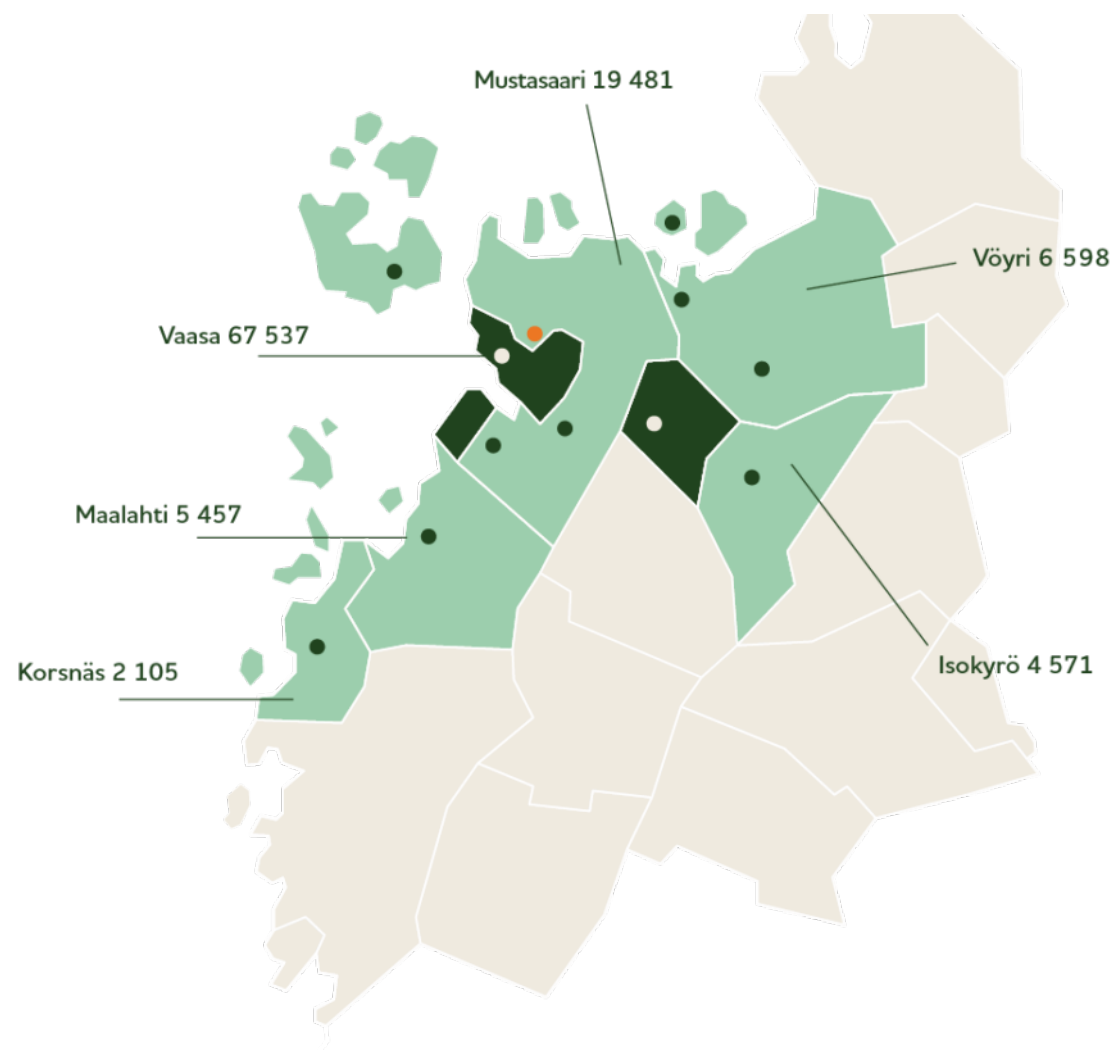 Mustasaari 19 481
Vöyri 6 598
Vaasa 67 537
Maalahti 5 457
Isokyrö 4 571
Korsnäs 2 105